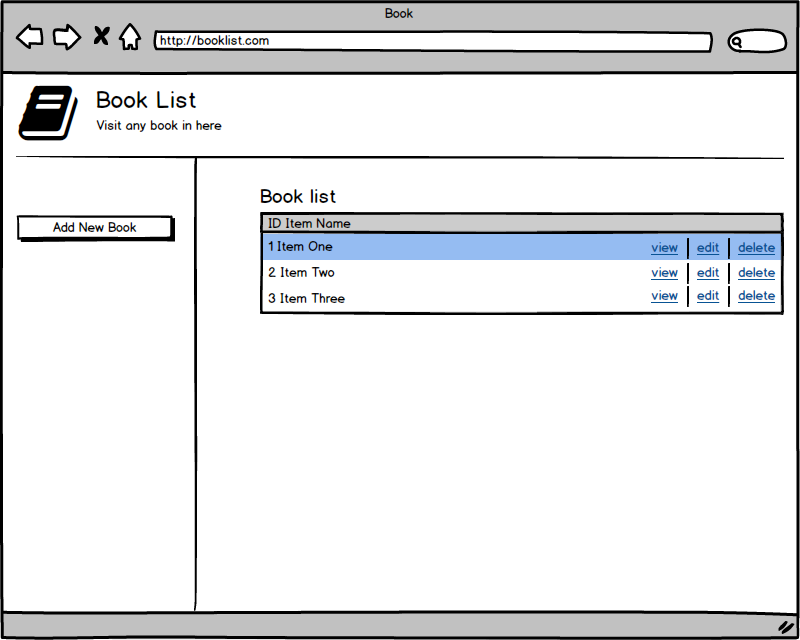 Book
http://booklist.com
Book List
Visit any book in here
Add New Book
Book list
ID Item Name
1 Item One view edit delete
2 Item Two view edit delete
3 Item Three view edit delete